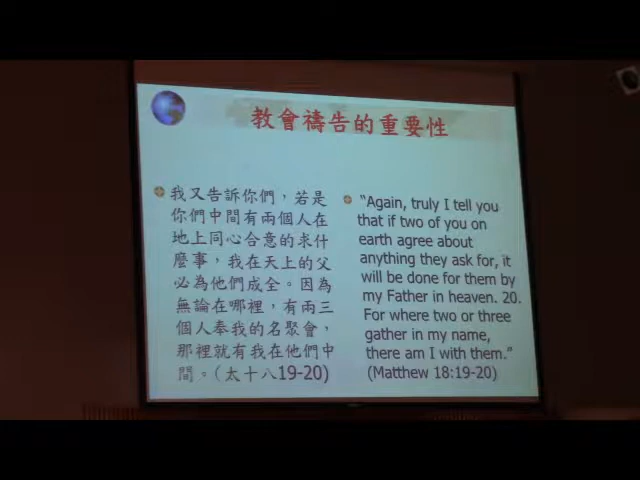 教會禱告的重要性
我又告訴你們，若是
你們中間有兩個人在
地上同心合意的求什
麼事，我在天上的父
必為他們成全。因為
無論在哪裡，有兩三
個人奉我的名聚會，
那裡就有我在他們中
間。（太十八19-20）
“Again, truly I tell you
that if two of you on
earth agree about
anything they ask for, it
will be done for them by
my Father in heaven. 20.
For where two or three
gather in my name,
there am I with them.”
(Matthew 18:19-20)